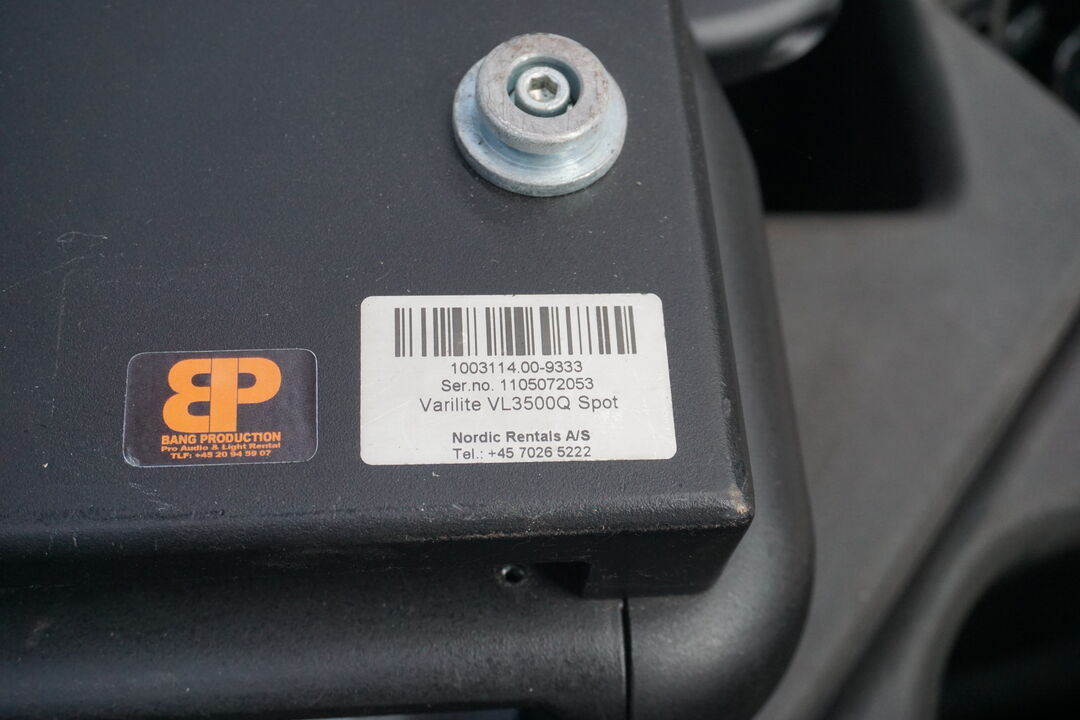 BP
BANG PRODUCTION
Pro Audio & Light Rental
TLF: +45 20 94 59 07
1003114.00-9333
Ser.no. 1105072053
Varilite VL3500Q Spot
Nordic Rentals A/S
Tel.: +45 7026 5222